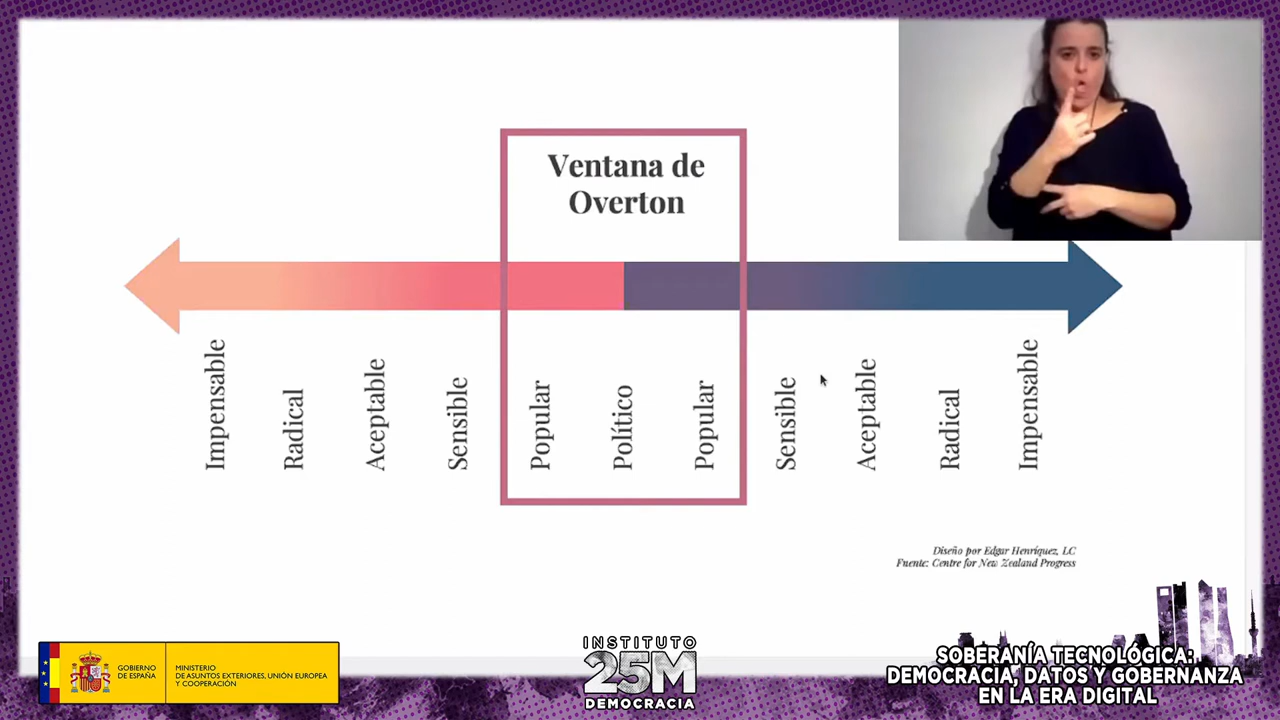 Ventana de
Overton
Impensable
Radical
Aceptable
Sensible
Popular
Político
Popular
Sensible
Aceptable
Radical
Impensable
Diseño por Edgar Henríquez, LC
Fuente: Centre for New Zealand Progress
GOBIERNO
DE ESPAÑA
MINISTERIO
DE ASUNTOS EXTERIORES, UNIÓN EUROPEA
Y COOPERACIÓN
INSTITUTO
25M
DEMOCRACIA
SOBERANÍA TECNOLÓGICA:
DEMOCRACIA, DATOS Y GOBERNANZA
EN LA ERA DIGITAL